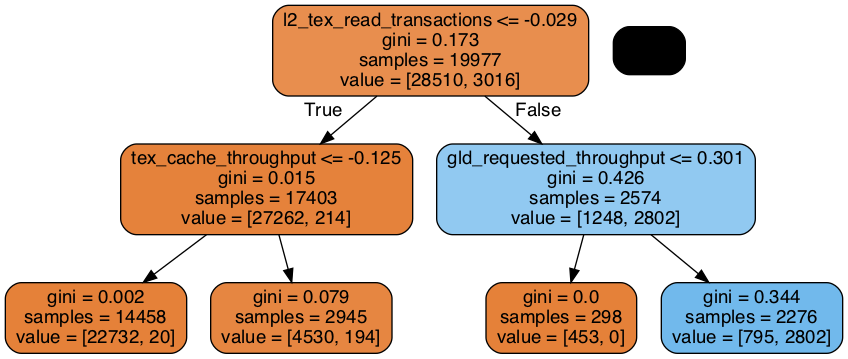 l2_tex_read_transactions <= -0.029
gini = 0.173
samples = 19977
value = [28510, 3016]
True
False
tex_cache_throughput <= -0.125
gini = 0.015
samples = 17403
value = [27262, 214]
gld_requested_throughput <= 0.301
gini = 0.426
samples = 2574
value = [1248, 2802]
gini = 0.002
samples = 14458
value = [22732, 20]
gini = 0.079
samples = 2945
value = [4530, 194]
gini = 0.0
samples = 298
value = [453, 0]
gini = 0.344
samples = 2276
value = [795, 2802]